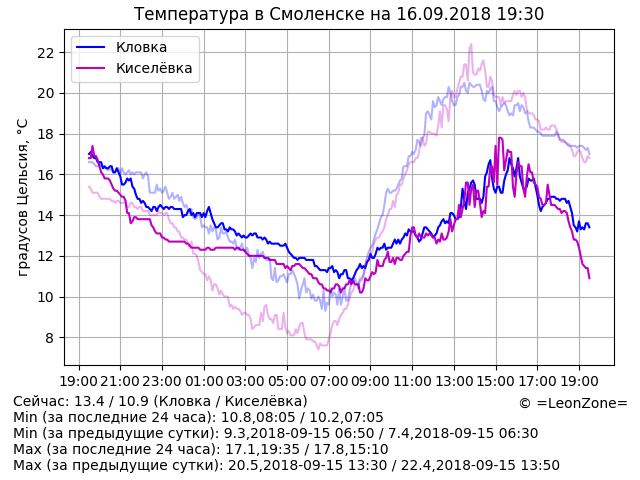 Температура в Смоленске на 16.09.2018 19:30
Кловка
Киселёвка
градусов Цельсия, °C
22
20
18
16
14
12
10
8
19:00 21:00 23:00 01:00 03:00 05:00 07:00 09:00 11:00 13:00 15:00 17:00 19:00
Сейчас: 13.4 / 10.9 (Кловка / Киселёвка)
© =LeonZone=
Min (за последние 24 часа): 10.8,08:05 / 10.2,07:05
Min (за предыдущие сутки): 9.3,2018-09-15 06:50 / 7.4,2018-09-15 06:30
Max (за последние 24 часа): 17.1,19:35 / 17.8,15:10
Max (за предыдущие сутки): 20.5,2018-09-15 13:30 / 22.4,2018-09-15 13:50